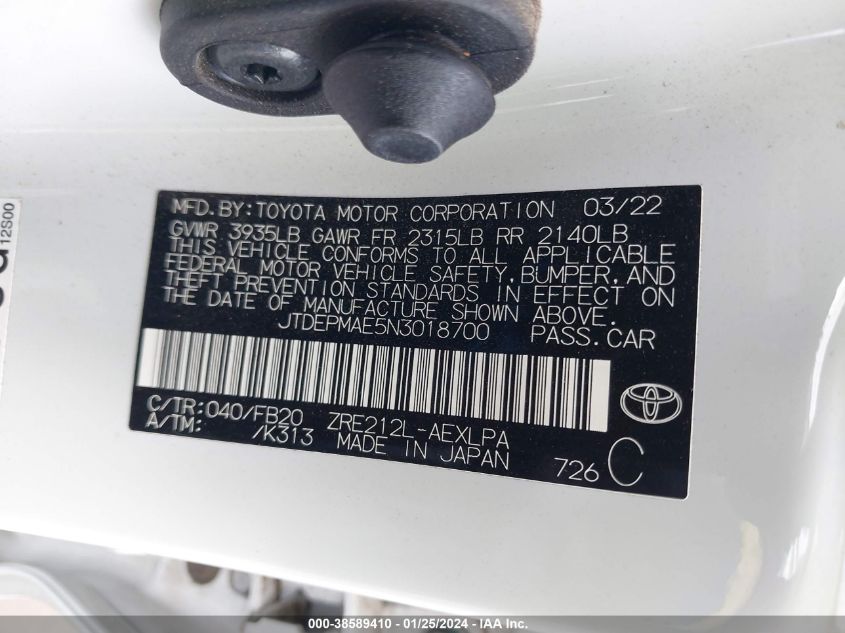 MFD.BY:TOYOTA MOTOR CORPORATION 03/22
GVWR 3935LB GAWR FR 2315LB RR 2140LB
THIS VEHICLE CONFORMS TO ALL APPLICABLE
FEDERAL MOTOR VEHICLE SAFETY,BUMPER,AND
THEFT PREVENTION STANDARDS IN EFFECT ON
THE DATE OF MANUFACTURE SHOWN ABOVE.
JTDEPMAE5N3018700 PASS.CAR
C/TR:040/FB20 ZRE212L-AEXLPA
A/TM: /K313 MADE IN JAPAN
726 C
12S00
000-38589410 - 01/25/2024 - IAA, Inc.